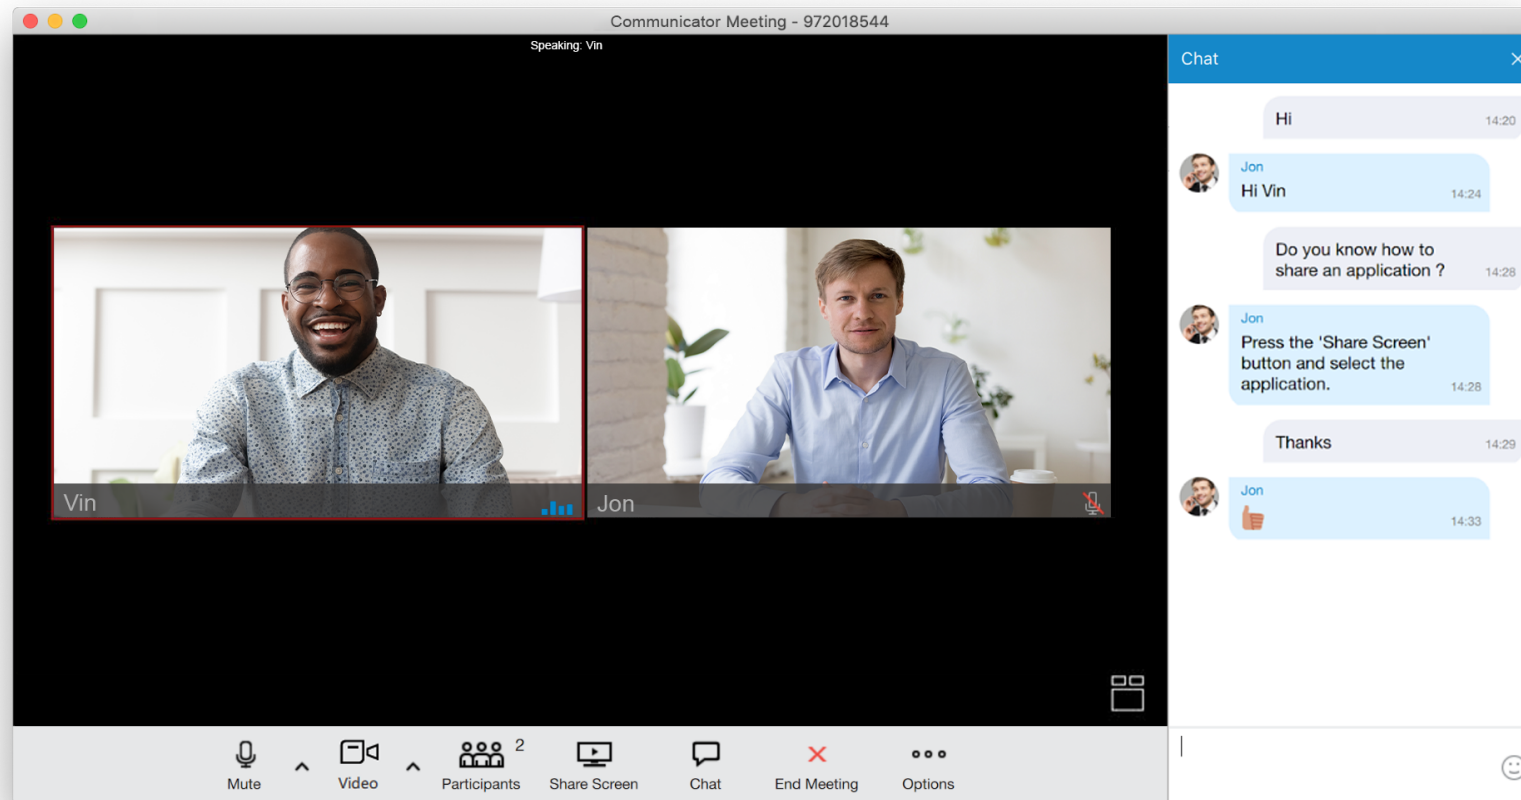 Communicator Meeting - 972018544
Speaking: Vin
Vin
Jon
Mute
Video
Participants
2
Share Screen
Chat
End Meeting
Options
Chat
Hi
14:20
Jon
Hi Vin
14:24
Do you know how to
share an application ?
14:28
Jon
Press the 'Share Screen'
button and select the
application.
14:28
Thanks
14:29
Jon
14:33